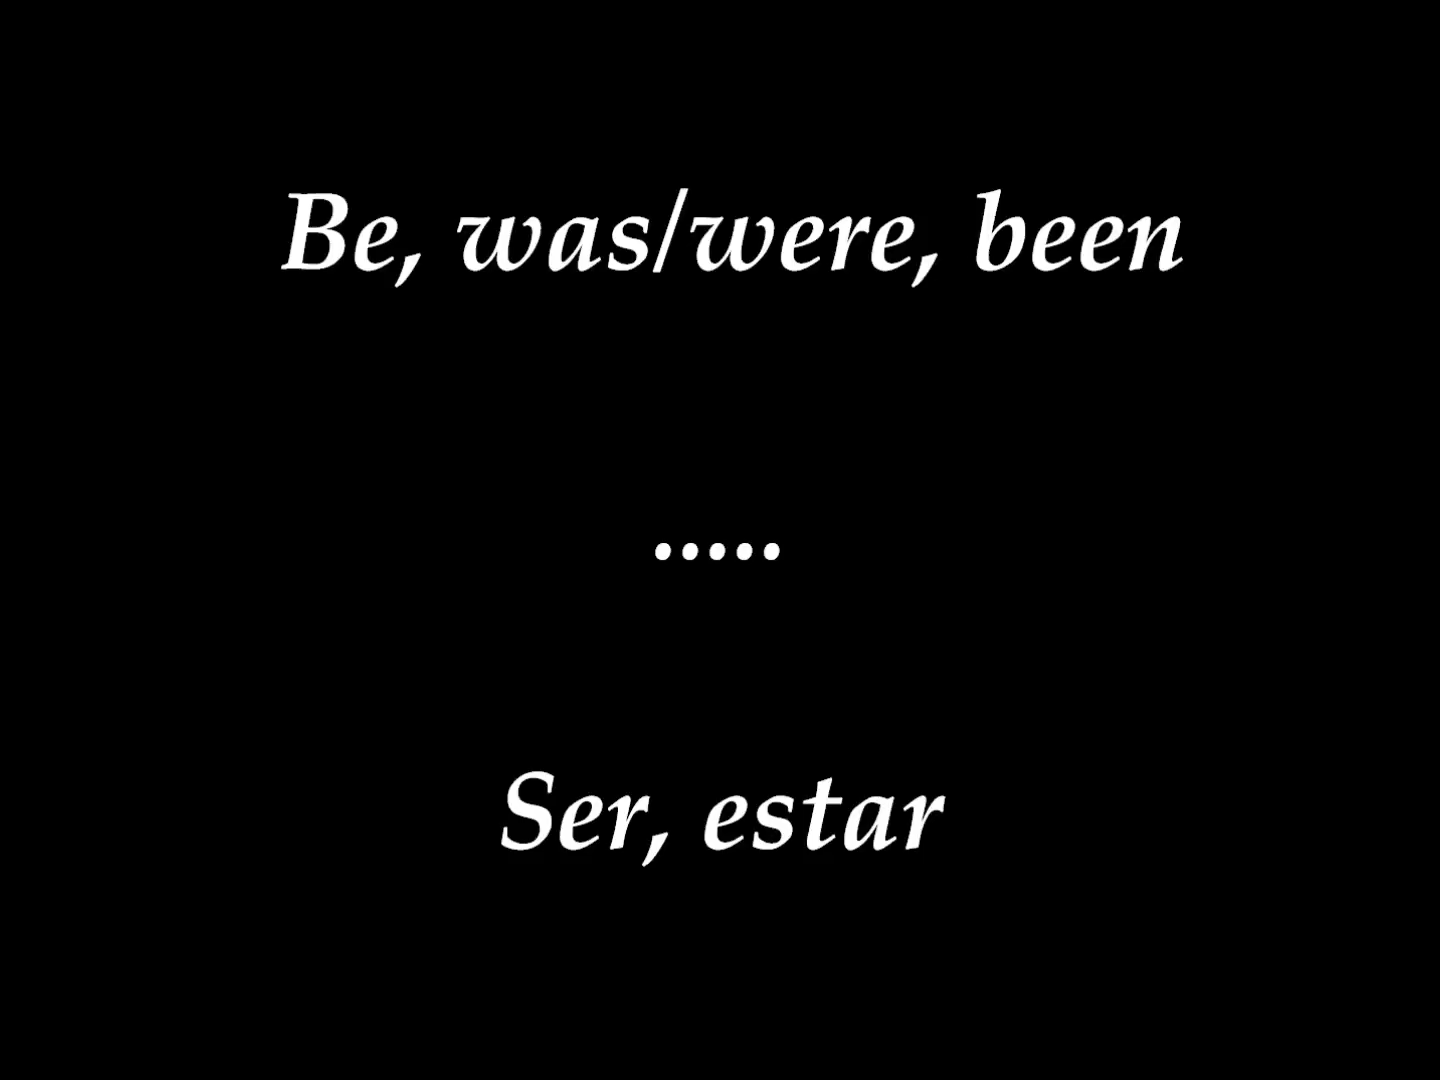 Be, was/were, been
.....
Ser, estar